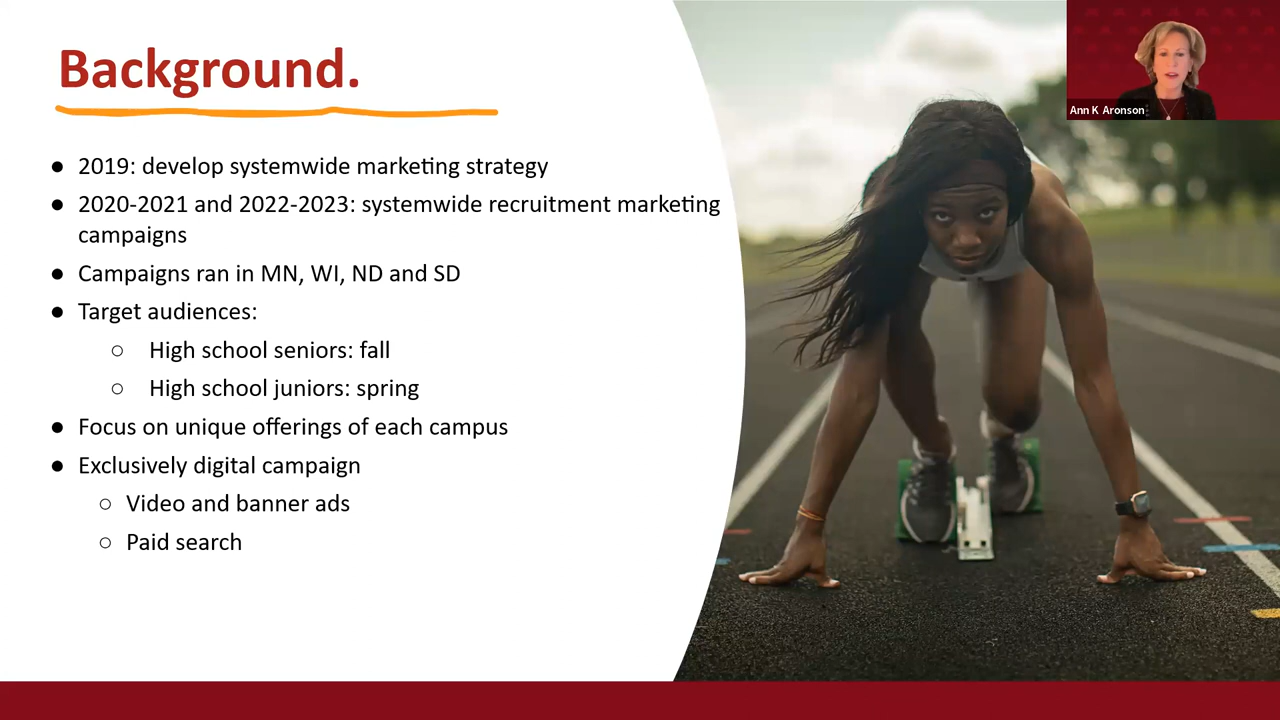 Background.
● 2019: develop systemwide marketing strategy
● 2020-2021 and 2022-2023: systemwide recruitment marketing
campaigns
● Campaigns ran in MN, WI, ND and SD
● Target audiences:
○ High school seniors: fall
○ High school juniors: spring
● Focus on unique offerings of each campus
● Exclusively digital campaign
○ Video and banner ads
○ Paid search
Ann K Aronson